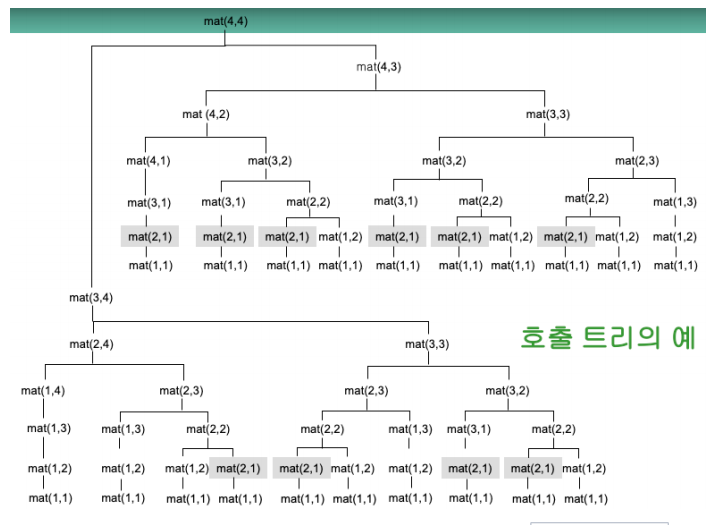 mat(4,4)
mat(4,3)
mat (4,2) mat(3,3)
mat(4,1) mat(3,2) mat(3,2) mat(2,3)
mat(3,1) mat(3,1) mat(2,2) mat(3,1) mat(2,2) mat(2,2) mat(1,3)
mat(2,1) mat(2,1) mat(2,1) mat(1,2) mat(2,1) mat(2,1) mat(1,2) mat(2,1) mat(1,2) mat(1,2)
mat(1,1) mat(1,1) mat(1,1) mat(1,1) mat(1,1) mat(1,1) mat(1,1) mat(1,1) mat(1,1) mat(1,1)
mat(3,4)
호출 트리의 예
mat(2,4) mat(3,3)
mat(1,4) mat(2,3) mat(2,3) mat(3,2)
mat(1,3) mat(1,3) mat(2,2) mat(2,2) mat(1,3) mat(3,1) mat(2,2)
mat(1,2) mat(1,2) mat(1,2) mat(2,1) mat(2,1) mat(1,2) mat(1,2) mat(2,1) mat(2,1) mat(1,2)
mat(1,1) mat(1,1) mat(1,1) mat(1,1) mat(1,1) mat(1,1) mat(1,1) mat(1,1) mat(1,1) mat(1,1)